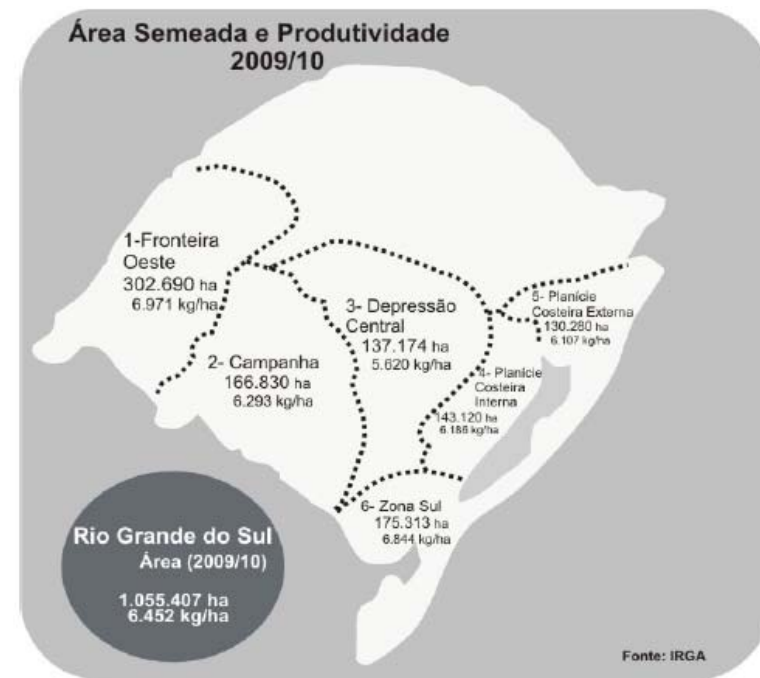 Área Semeada e Produtividade
2009/10
1-Fronteira
Oeste
302.690 ha
6.971 kg/ha
2- Campanha
166.830 ha
6.293 kg/ha
3- Depressão
Central
137.174 ha
5.620 kg/ha
4- Planície
Costeira
Interna
143.120 ha
6.186 kg/ha
5- Planície
Costeira Externa
130.280 ha
6.107 kg/ha
6- Zona Sul
175.313 ha
6.844 kg/ha
Rio Grande do Sul
Área (2009/10)
1.055.407 ha
6.452 kg/ha
Fonte: IRGA